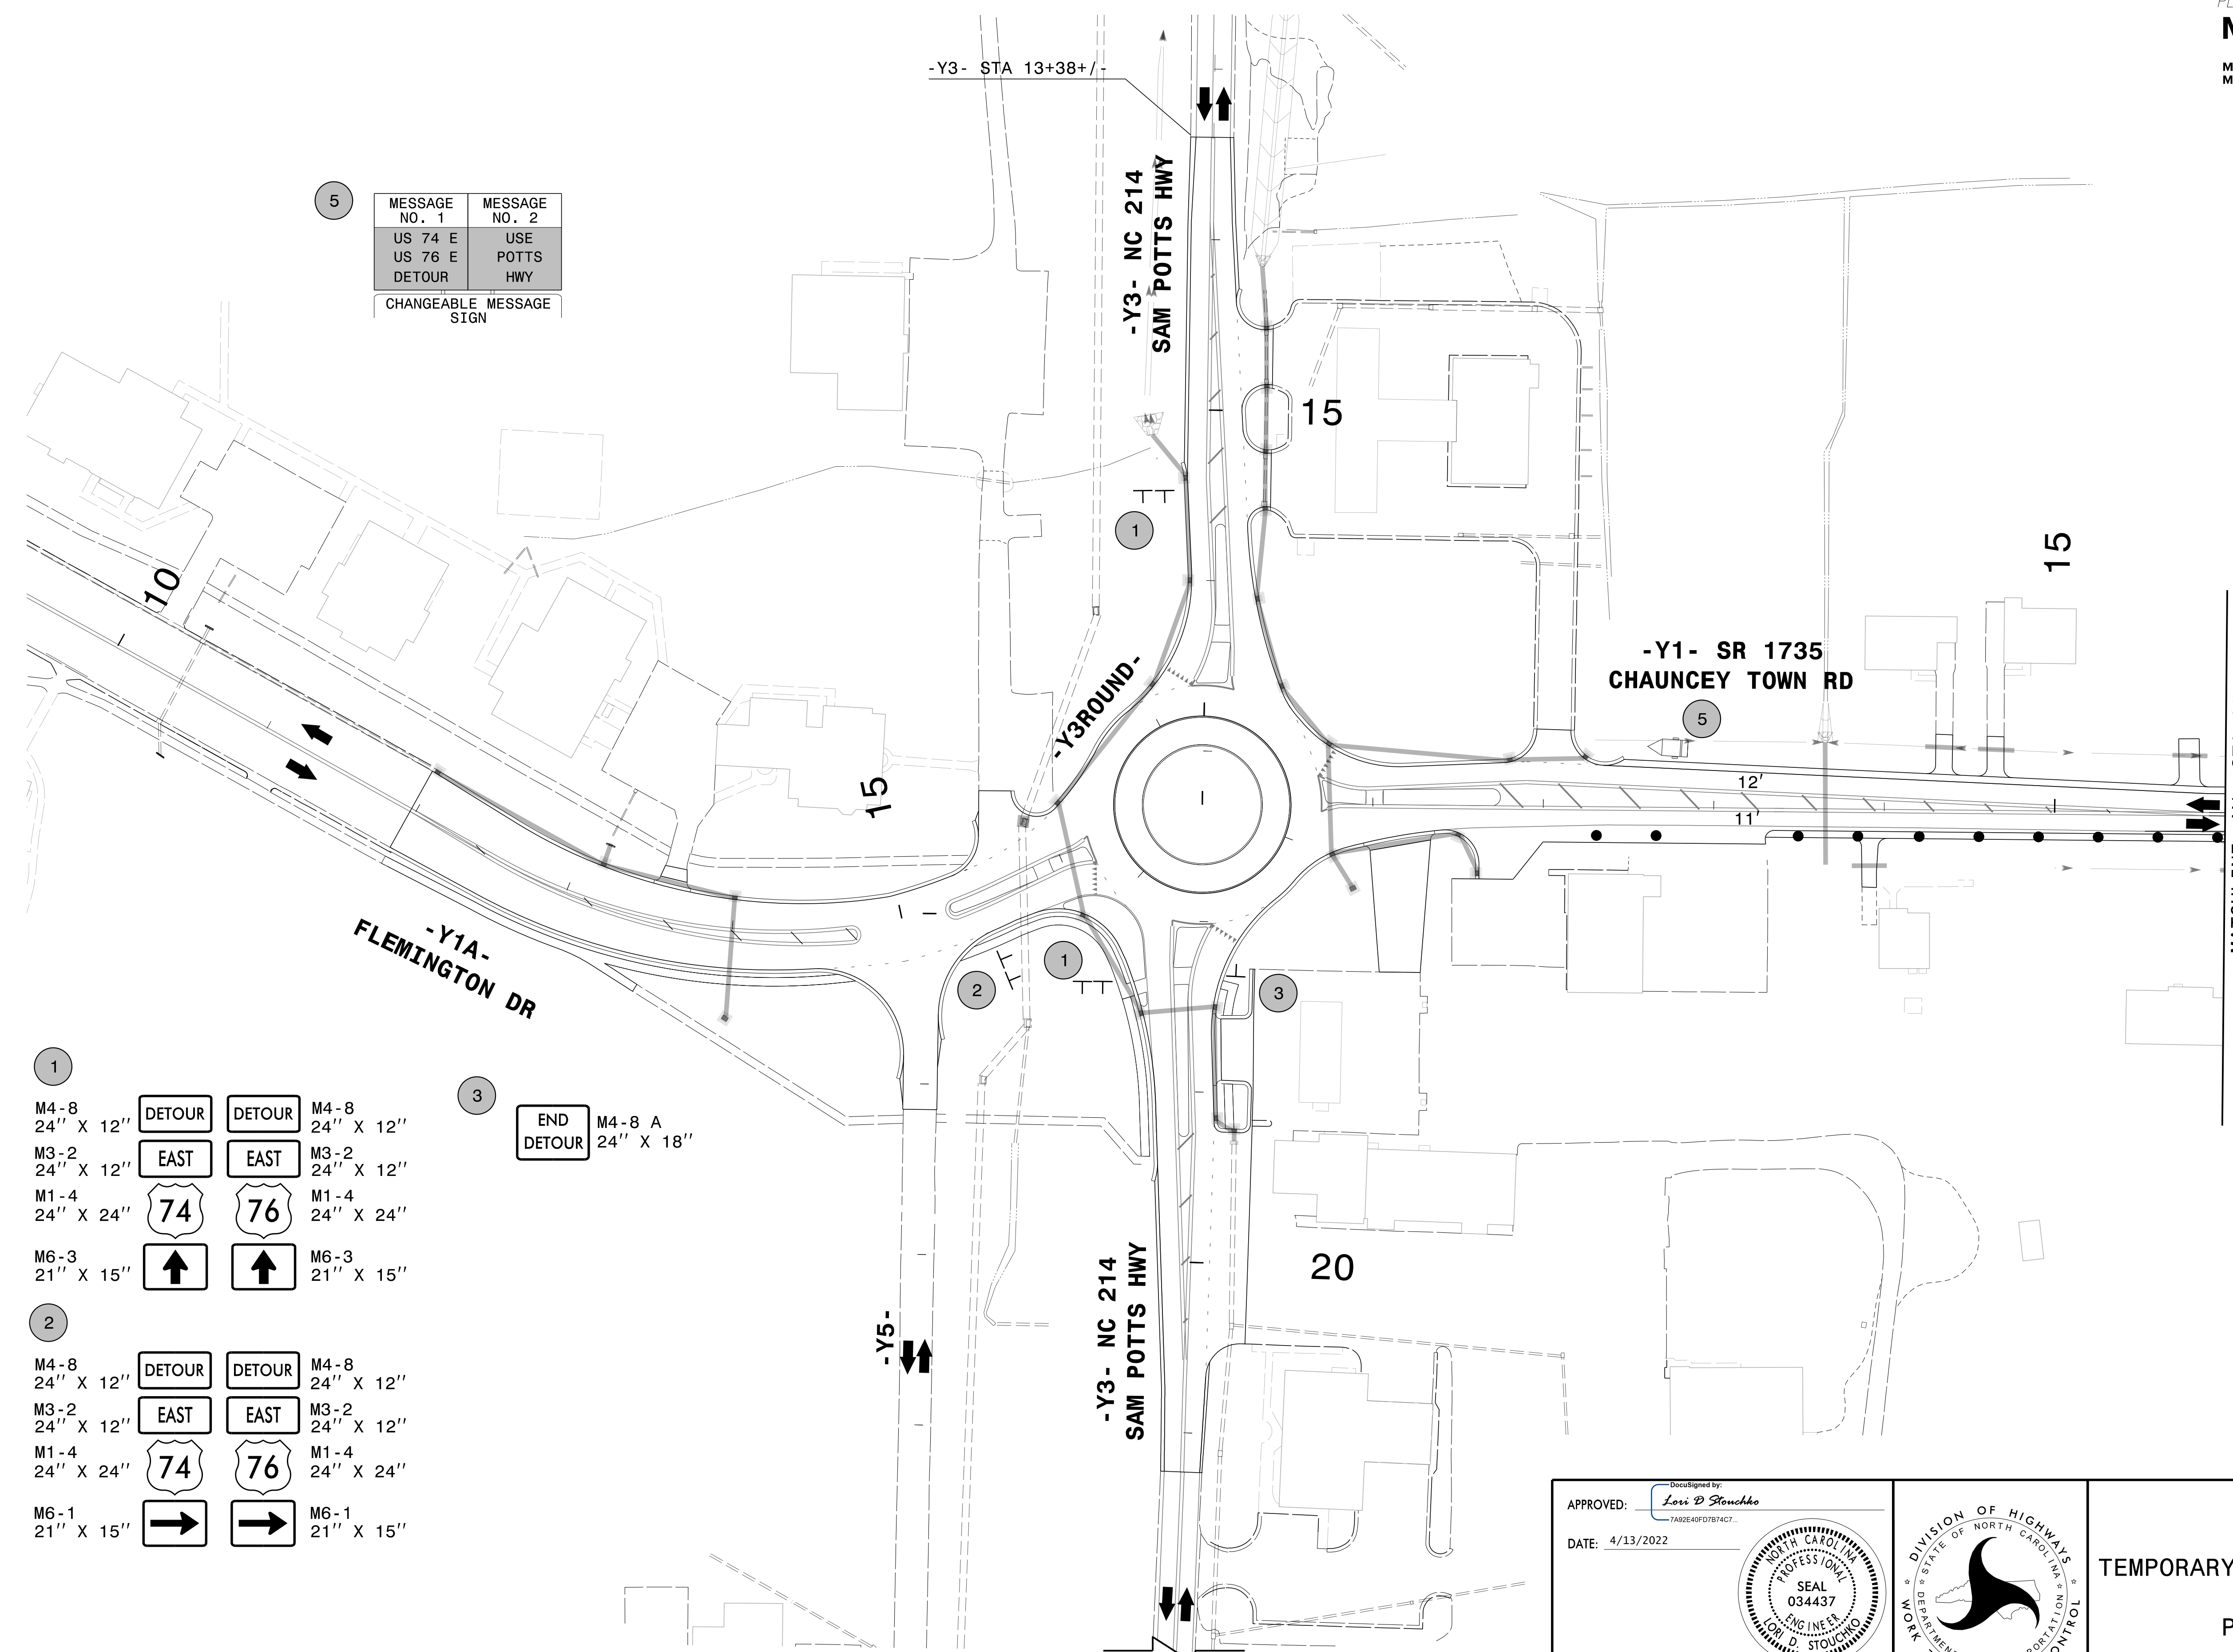 -Y3- STA 13+38+/-
5
MESSAGE NO. 1
MESSAGE NO. 2
US 74 E
US 76 E
DETOUR
USE
POTTS
HWY
CHANGEABLE MESSAGE
SIGN
-Y3- NC 214
SAM POTTS HWY
15
1
10
15
-Y1- SR 1735
CHAUNCEY TOWN RD
5
-Y3ROUND-
15
12'
11'
-Y1A-
FLEMINGTON DR
2
1
3
1
M4-8
24'' X 12''
DETOUR
DETOUR
M4-8
24'' X 12''
M3-2
24'' X 12''
EAST
EAST
M3-2
24'' X 12''
M1-4
24'' X 24''
74
76
M1-4
24'' X 24''
M6-3
21'' X 15''
M6-3
21'' X 15''
3
END
DETOUR
M4-8 A
24'' X 18''
2
M4-8
24'' X 12''
DETOUR
DETOUR
M4-8
24'' X 12''
M3-2
24'' X 12''
EAST
EAST
M3-2
24'' X 12''
M1-4
24'' X 24''
74
76
M1-4
24'' X 24''
M6-1
21'' X 15''
M6-1
21'' X 15''
-Y5-
-Y3- NC 214
SAM POTTS HWY
20
APPROVED:
DocuSigned by:
Lori D Stouchko
7A92E40FD7B74C7...
DATE: 4/13/2022
NORTH CAROLINA
PROFESSIONAL
SEAL
034437
ENGINEER
LORI D. STOUCHKO
DIVISION OF HIGHWAYS
STATE OF NORTH CAROLINA
WORK
TEMPORARY